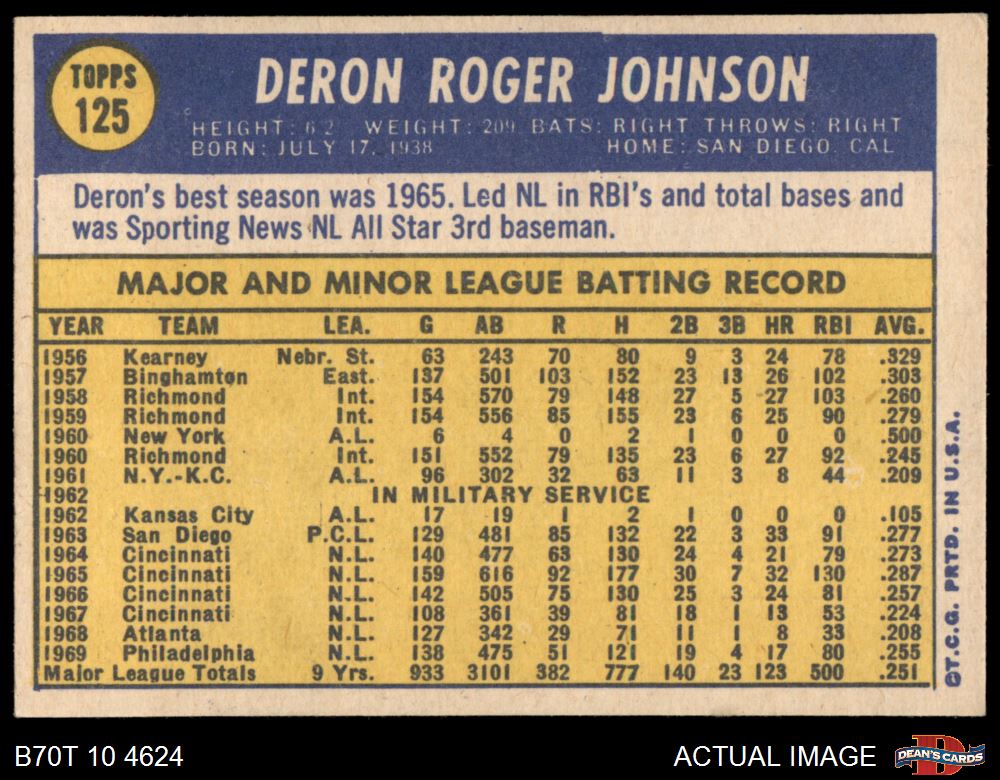 TOPPS
125
DERON ROGER JOHNSON
HEIGHT: 6 2 WEIGHT: 209 BATS: RIGHT THROWS: RIGHT
BORN: JULY 17, 1938 HOME: SAN DIEGO, CAL
Deron's best season was 1965. Led NL in RBI's and total bases and
was Sporting News NL All Star 3rd baseman.
MAJOR AND MINOR LEAGUE BATTING RECORD
YEAR TEAM LEA. G AB R H 2B 3B HR RBI AVG.
1956 Kearney Nebr. St. 63 243 70 80 9 3 24 78 .329
1957 Binghamton East. 137 501 103 152 23 13 26 102 .303
1958 Richmond Int. 154 570 79 148 27 5 27 103 .260
1959 Richmond Int. 154 556 85 155 23 6 25 90 .279
1960 New York A.L. 6 4 0 2 1 0 0 0 .500
1960 Richmond Int. 151 552 79 135 23 6 27 92 .245
1961 N.Y.-K.C. A.L. 96 302 32 63 11 3 8 44 .209
1962 IN MILITARY SERVICE
1962 Kansas City A.L. 17 19 1 2 1 0 0 0 .105
1963 San Diego P.C.L. 129 481 85 132 22 3 33 91 .277
1964 Cincinnati N.L. 140 477 63 130 24 4 21 79 .273
1965 Cincinnati N.L. 159 616 92 177 30 7 32 130 .287
1966 Cincinnati N.L. 142 505 75 130 25 3 24 81 .257
1967 Cincinnati N.L. 108 361 39 81 18 1 13 53 .224
1968 Atlanta N.L. 127 342 29 71 11 1 8 33 .208
1969 Philadelphia N.L. 138 475 51 121 19 4 17 80 .255
Major League Totals 9 Yrs. 933 3101 382 777 140 23 123 500 .251
©T.C.G. PRTD. IN U.S.A.
B70T 10 4624
ACTUAL IMAGE
DEAN'S CARDS